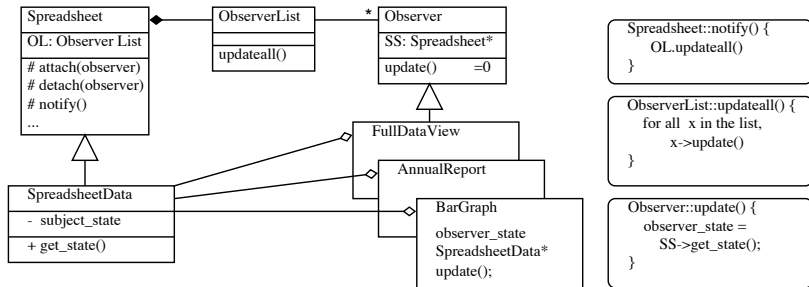 Spreadsheet
OL: Observer List
# attach(observer)
# detach(observer)
# notify()
...
ObserverList
updateall()
*
Observer
SS: Spreadsheet*
update() =0
FullDataView
AnnualReport
BarGraph
observer_state
SpreadsheetData*
update();
SpreadsheetData
- subject_state
+ get_state()
Spreadsheet::notify() {
OL.updateall()
}
ObserverList::updateall() {
for all x in the list,
x->update()
}
Observer::update() {
observer_state =
SS->get_state();
}